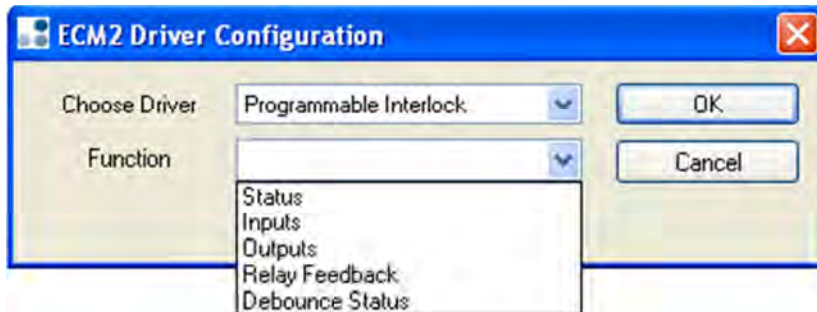 ECM2 Driver Configuration
Choose Driver Programmable Interlock OK
Function Cancel
Status
Inputs
Outputs
Relay Feedback
Debounce Status